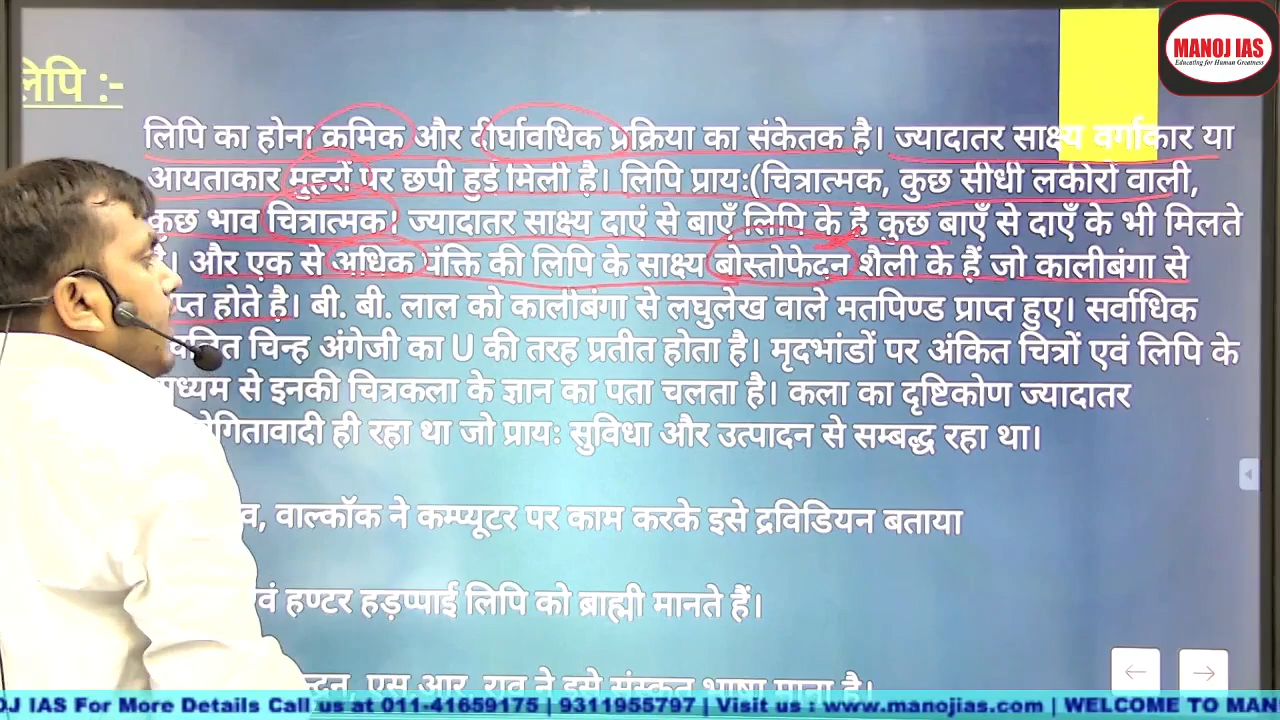 MANOJ IAS
Educating for Human Greatness
लिपि :-
लिपि का होना क्रमिक और दीर्घावधिक प्रक्रिया का संकेतक है। ज्यादातर साक्ष्य वर्गाकार या
आयताकार मुहरों पर छपी हुई मिली है। लिपि प्रायः(चित्रात्मक, कुछ सीधी लकीरों वाली,
कुछ भाव चित्रात्मक। ज्यादातर साक्ष्य दाएं से बाएँ लिपि के है कुछ बाएँ से दाएँ के भी मिलते
हैं। और एक से अधिक पंक्ति की लिपि के साक्ष्य बोस्तोफेदन शैली के हैं जो कालीबंगा से
प्राप्त होते है। बी. बी. लाल को कालीबंगा से लघुलेख वाले मतपिण्ड प्राप्त हुए। सर्वाधिक
चिन्ह अंगेजी का U की तरह प्रतीत होता है। मृदभांडों पर अंकित चित्रों एवं लिपि के
माध्यम से इनकी चित्रकला के ज्ञान का पता चलता है। कला का दृष्टिकोण ज्यादातर
ही रहा था जो प्रायः सुविधा और उत्पादन से सम्बद्ध रहा था।
वाल्कॉक ने कम्प्यूटर पर काम करके इसे द्रविडियन बताया
हण्टर हड़प्पाई लिपि को ब्राह्मी मानते हैं।
एस.आर. राव ने इसे संस्कृत भाषा माना है।
OJ IAS For More Details Call us at 011-41659175 | 9311955797 | Visit us : www.manojias.com | WELCOME TO MAN